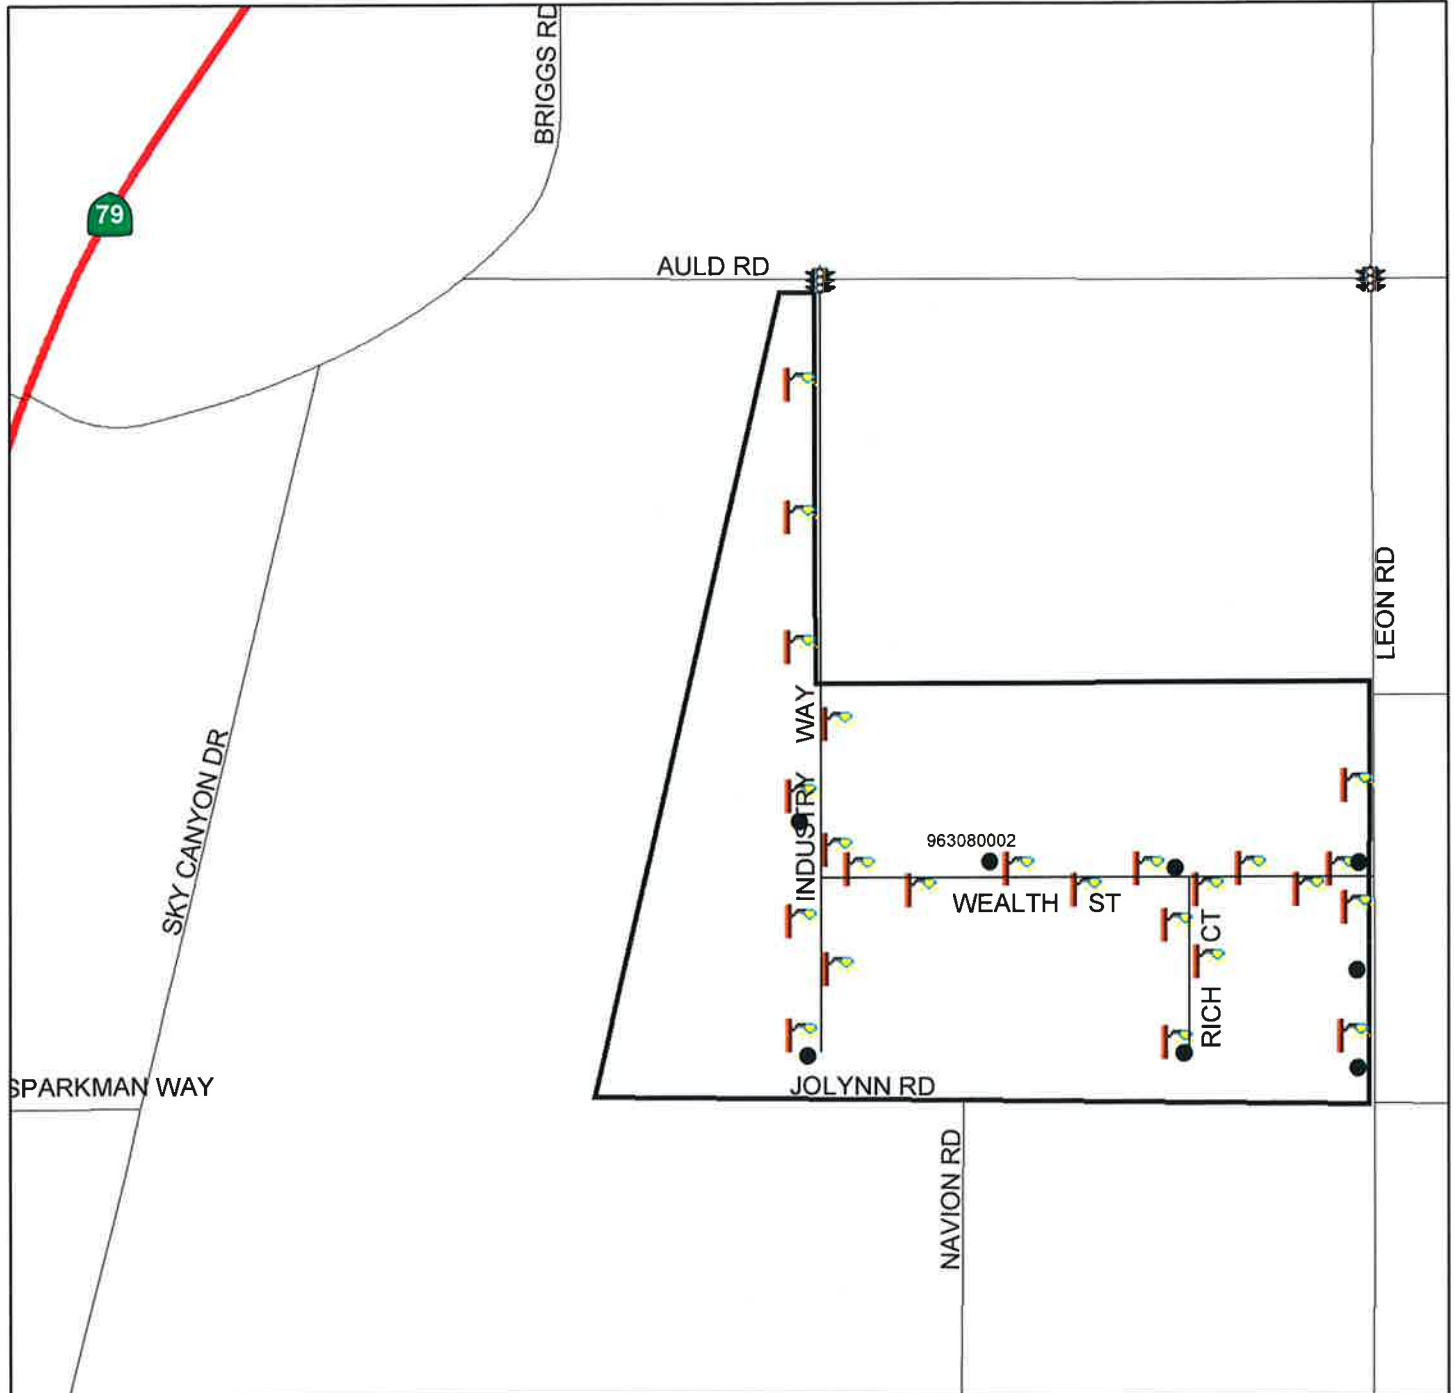 BRIGGS RD
79
AULD RD
LEON RD
INDUSTRY WAY
SKY CANYON DR
963080002
WEALTH ST
RICH CT
SPARKMAN WAY
JOLYNN RD
NAVION RD